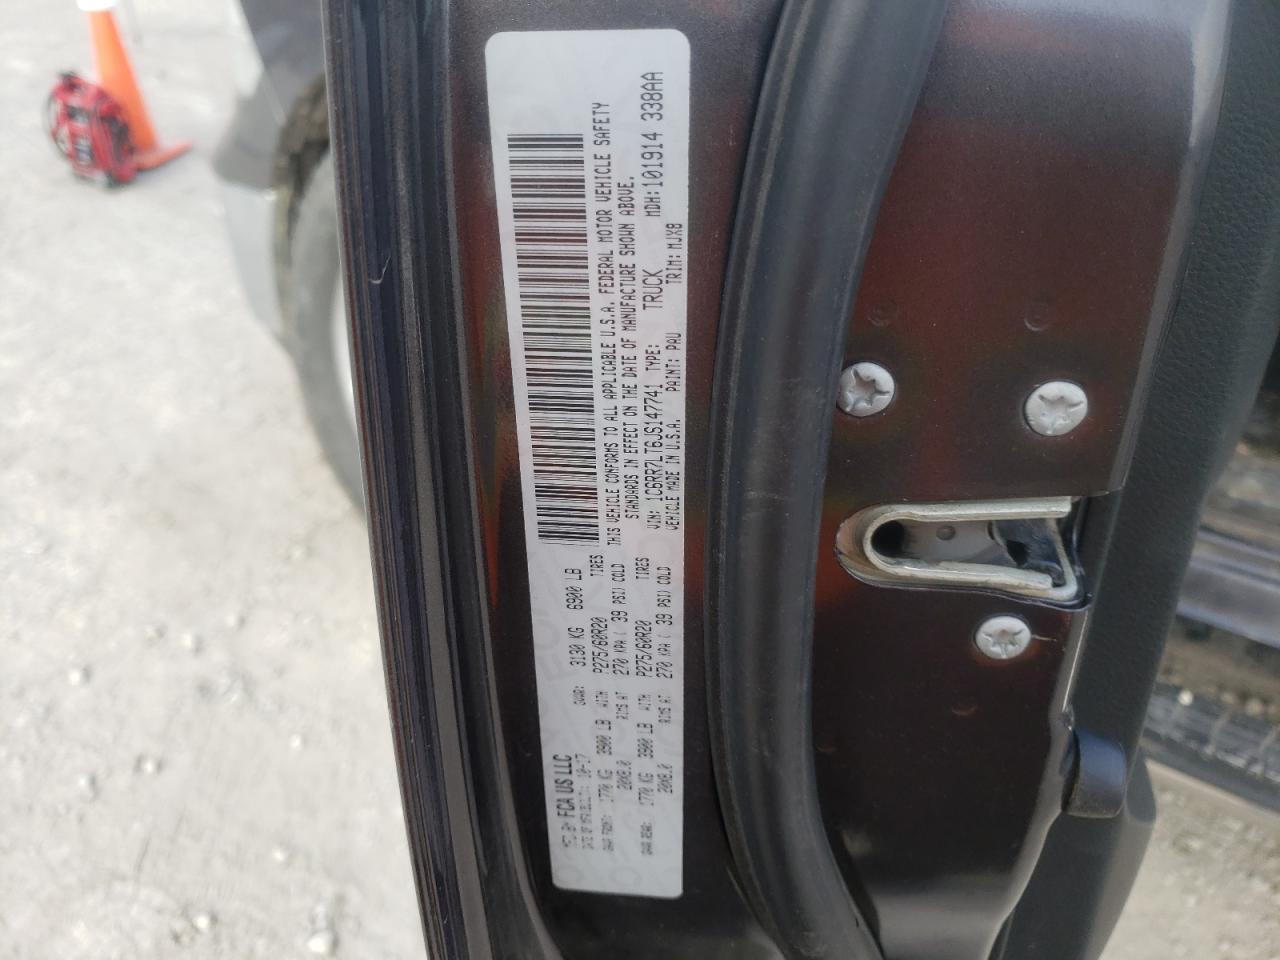 MFD BY FCA US LLC
DATE OF MFR: 10-17 GVWR: 3130 KG 6900 LB
GAWR FRONT: 1770 KG 3900 LB WITH P275/60R20 TIRES
20X8.0 RIMS AT 270 KPA ( 39 PSI) COLD
GAWR REAR: 1770 KG 3900 LB WITH P275/60R20 TIRES
20X8.0 RIMS AT 270 KPA ( 39 PSI) COLD
THIS VEHICLE CONFORMS TO ALL APPLICABLE U.S.A. FEDERAL MOTOR VEHICLE SAFETY
STANDARDS IN EFFECT ON THE DATE OF MANUFACTURE SHOWN ABOVE.
VIN: 1C6RR7LT6JS147741 TYPE: TRUCK MDH:101914 338AA
VEHICLE MADE IN U.S.A. PAINT: PAU TRIM: MJX8